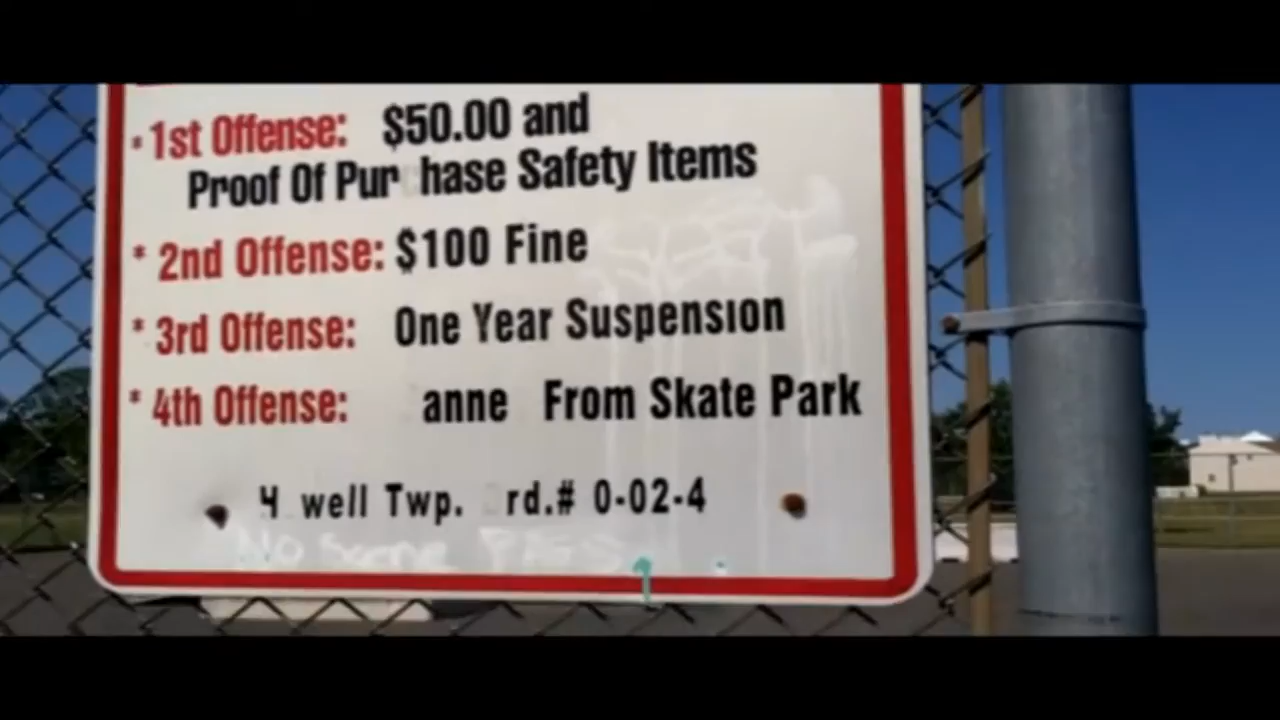 * 1st Offense: $50.00 and
Proof Of Pur hase Safety Items
* 2nd Offense: $100 Fine
* 3rd Offense: One Year Suspension
* 4th Offense: anne From Skate Park
well Twp. rd.# 0-02-4
No